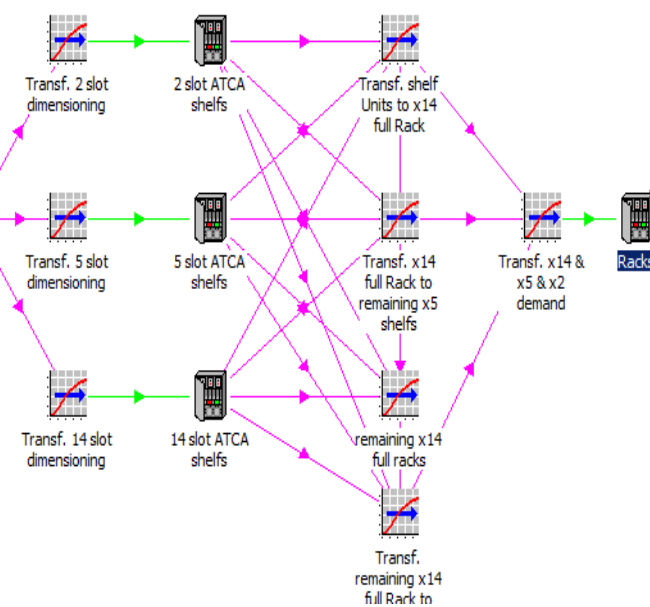 Transf. 2 slot
dimensioning
2 slot ATCA
shelfs
Transf. shelf
Units to x14
full Rack
Transf. 5 slot
dimensioning
5 slot ATCA
shelfs
Transf. x14
full Rack to
remaining x5
shelfs
Transf. x14 &
x5 & x2
demand
Racks
Transf. 14 slot
dimensioning
14 slot ATCA
shelfs
remaining x14
full racks
Transf.
remaining x14
full Rack to